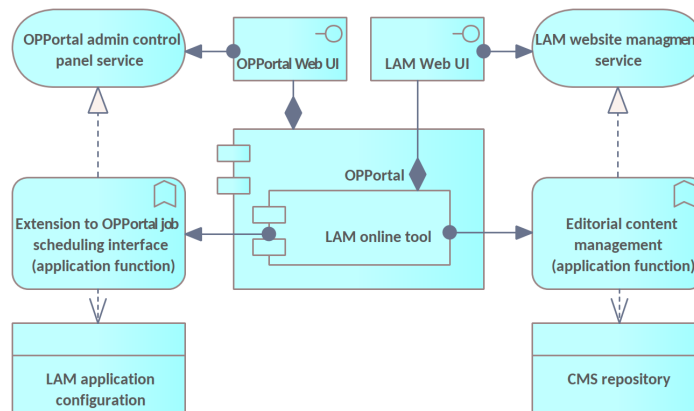 OPPortal admin control
panel service
OPPortal Web UI
LAM Web UI
LAM website managmen
service
OPPortal
LAM online tool
Extension to OPPortal job
scheduling interface
(application function)
Editorial content
management
(application function)
LAM application
configuration
CMS repository